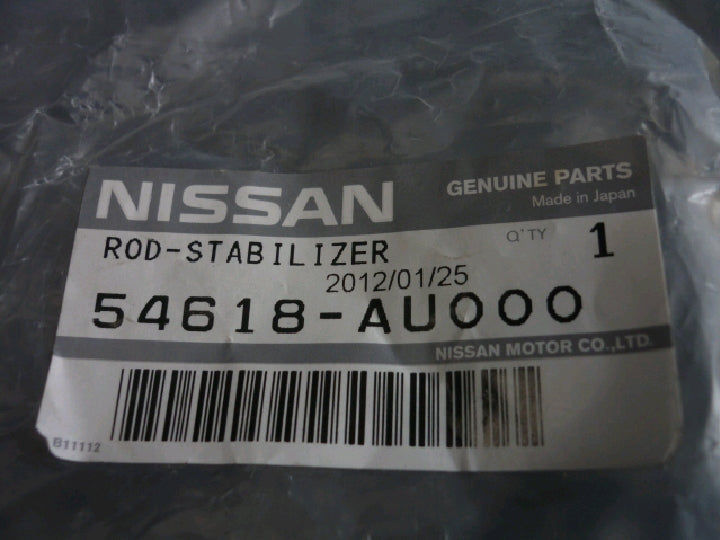 NISSAN
GENUINE PARTS
Made in Japan
ROD-STABILIZER
Q'TY 1
2012/01/25
54618-AU000
NISSAN MOTOR CO.,LTD.
B11112